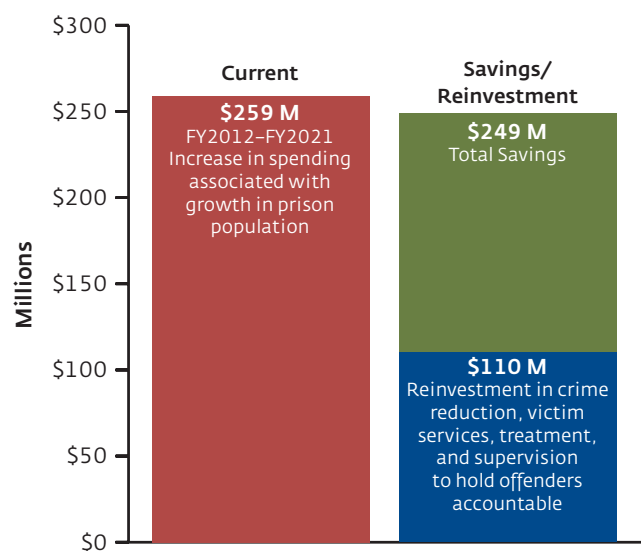 Millions
$300
$250
$200
$150
$100
$50
$0
Current
$259 M
FY2012–FY2021
Increase in spending
associated with
growth in prison
population
Savings/
Reinvestment
$249 M
Total Savings
$110 M
Reinvestment in crime
reduction, victim
services, treatment,
and supervision
to hold offenders
accountable